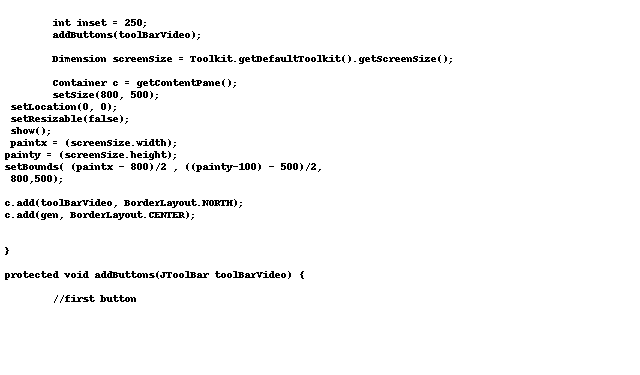 int inset = 250;
addButtons(toolBarVideo);
Dimension screenSize = Toolkit.getDefaultToolkit().getScreenSize();
Container c = getContentPane();
setSize(800, 500);
setLocation(0, 0);
setResizable(false);
show();
paintx = (screenSize.width);
painty = (screenSize.height);
setBounds( (paintx - 800)/2 , ((painty-100) - 500)/2,
800,500);
c.add(toolBarVideo, BorderLayout.NORTH);
c.add(gen, BorderLayout.CENTER);
}
protected void addButtons(JToolBar toolBarVideo) {
//first button